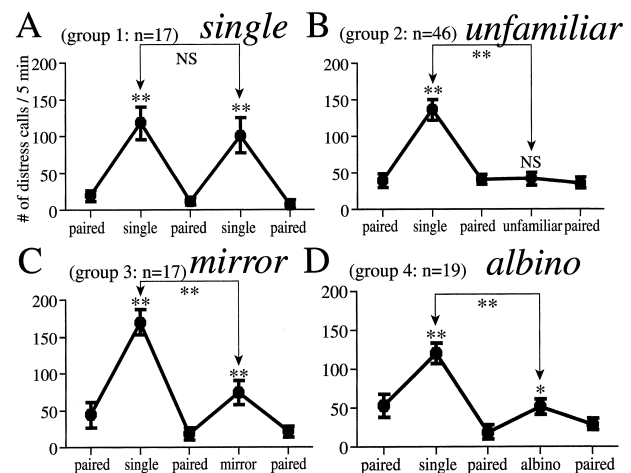 A (group 1: n=17) single
NS
** **
# of distress calls / 5 min
200
150
100
50
0
paired single paired single paired
B (group 2: n=46) unfamiliar
**
**
NS
200
150
100
50
0
paired single paired unfamiliar paired
C (group 3: n=17) mirror
**
**
**
200
150
100
50
0
paired single paired mirror paired
D (group 4: n=19) albino
**
**
*
200
150
100
50
0
paired single paired albino paired